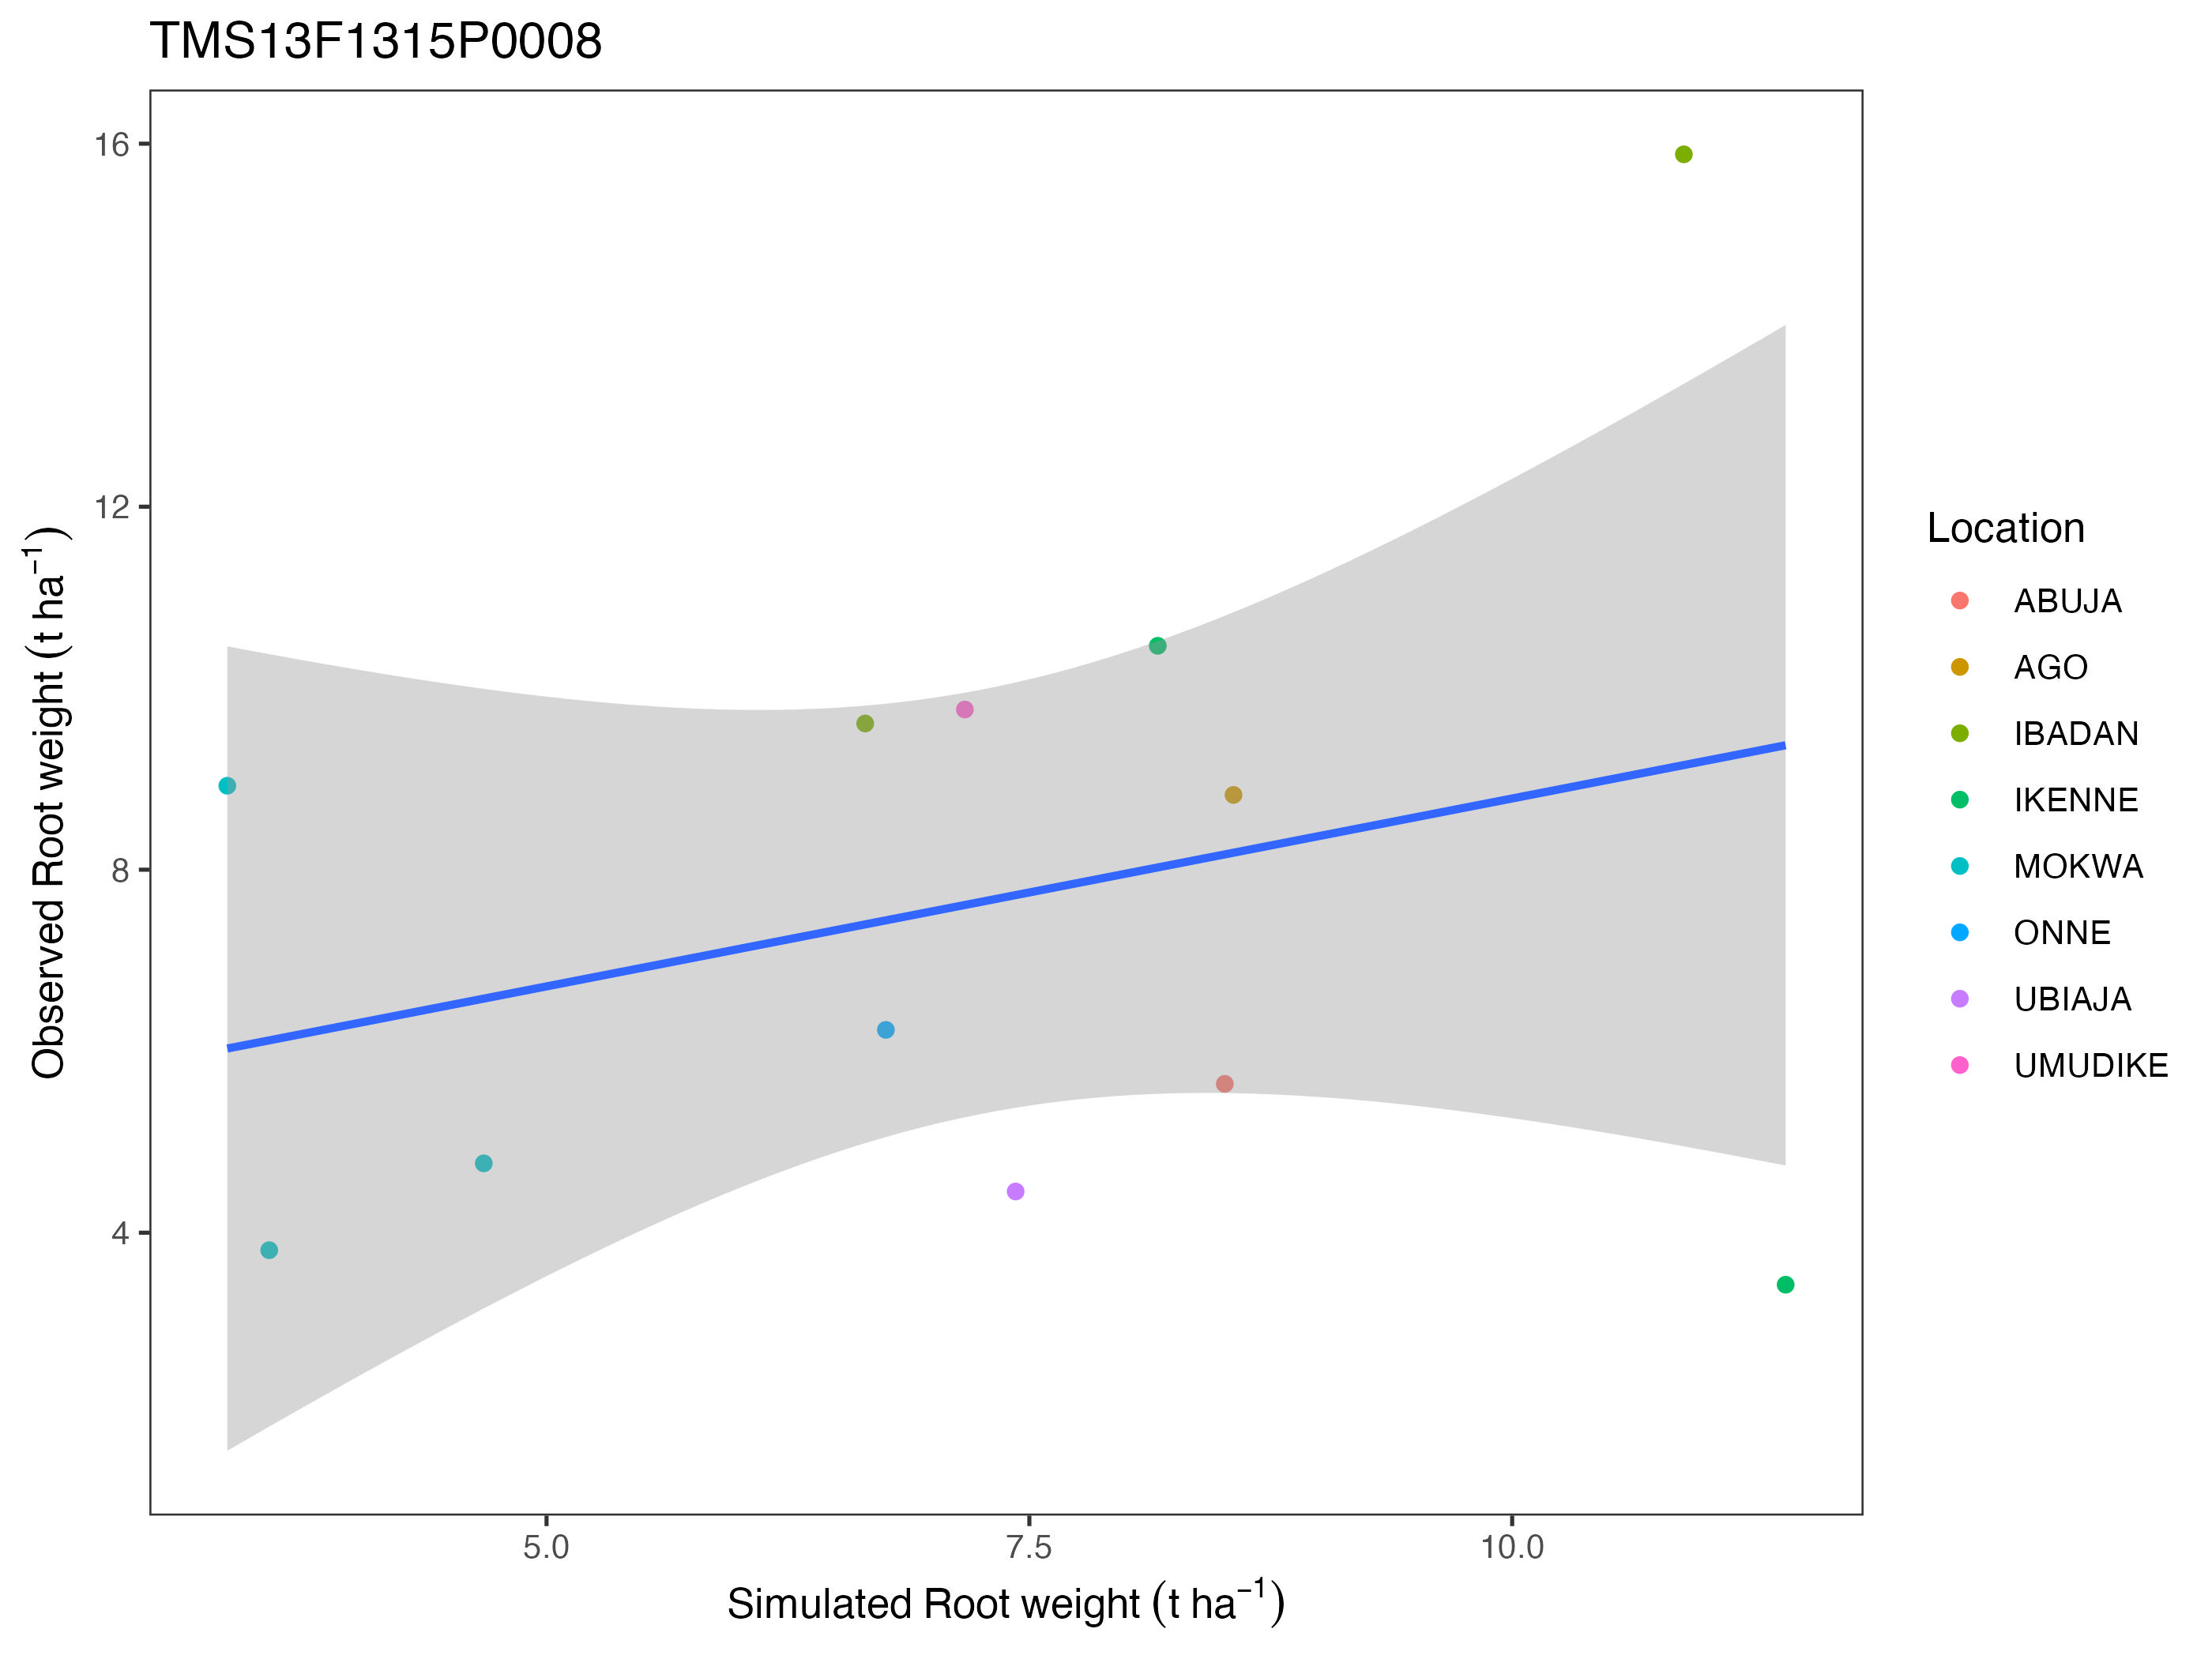 TMS13F1315P0008
16
12
8
4
Observed Root weight (t ha⁻¹)
5.0 7.5 10.0
Simulated Root weight (t ha⁻¹)
Location
ABUJA
AGO
IBADAN
IKENNE
MOKWA
ONNE
UBIAJA
UMUDIKE